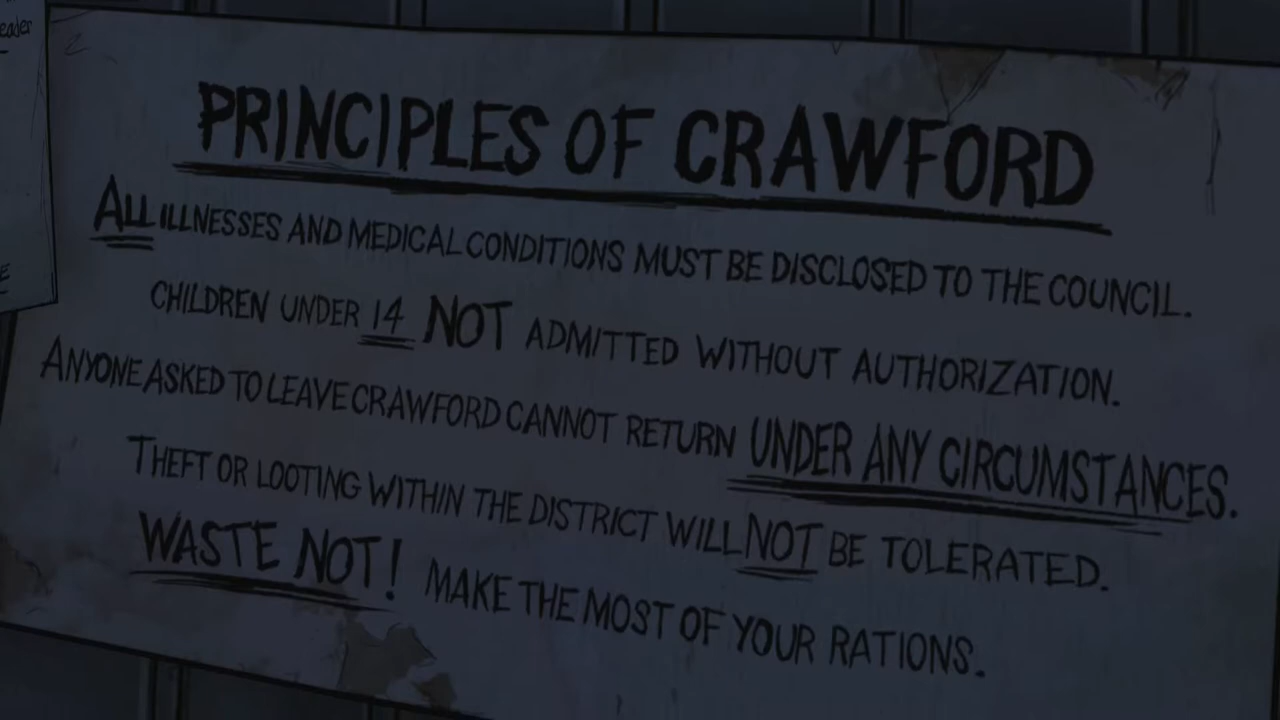 eader
PRINCIPLES OF CRAWFORD
ALL ILLNESSES AND MEDICAL CONDITIONS MUST BE DISCLOSED TO THE COUNCIL.
CHILDREN UNDER 14 NOT ADMITTED WITHOUT AUTHORIZATION.
ANYONE ASKED TO LEAVE CRAWFORD CANNOT RETURN UNDER ANY CIRCUMSTANCES.
THEFT OR LOOTING WITHIN THE DISTRICT WILL NOT BE TOLERATED.
WASTE NOT! MAKE THE MOST OF YOUR RATIONS.